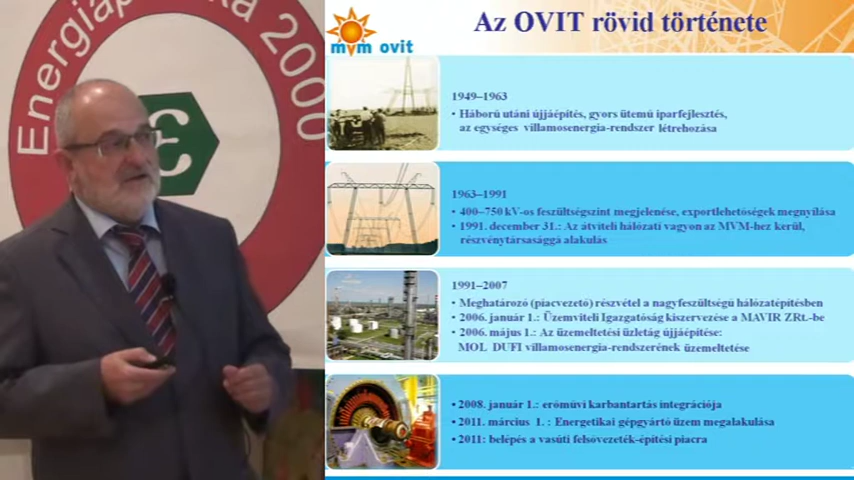 Energiapolitika 2000
mvm ovit
Az OVIT rövid története
1949–1963
• Háború utáni újjáépítés, gyors ütemű iparfejlesztés,
az egységes villamosenergia-rendszer létrehozása
1963–1991
• 400–750 kV-os feszültségszint megjelenése, exportlehetőségek megnyílása
• 1991. december 31.: Az átviteli hálózati vagyon az MVM-hez kerül,
részvénytársasággá alakulás
1991–2007
• Meghatározó (piacvezető) részvétel a nagyfeszültségű hálózatépítésben
• 2006. január 1.: Üzemviteli Igazgatóság kiszervezése a MAVIR ZRt.-be
• 2006. május 1.: Az üzemeltetési üzletág újjáépítése:
MOL DUFI villamosenergia-rendszerének üzemeltetése
• 2008. január 1.: erőművi karbantartás integrációja
• 2011. március 1. : Energetikai gépgyártó üzem megalakulása
• 2011: belépés a vasúti felsővezeték-építési piacra